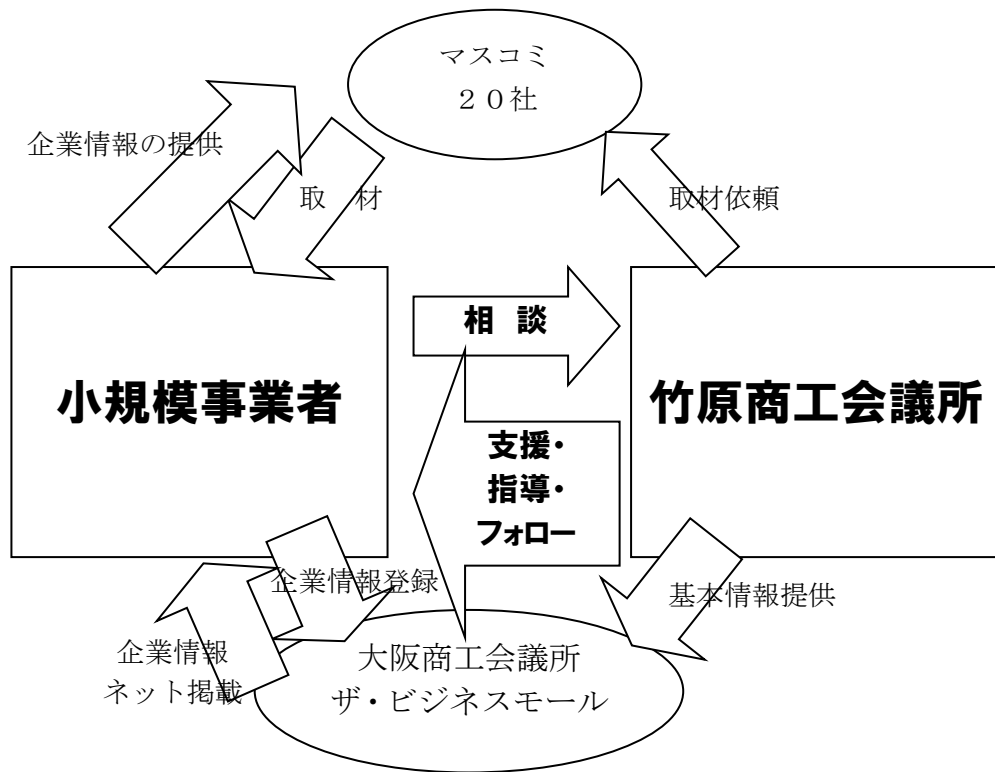 マスコミ
２０社
企業情報の提供
取　材
取材依頼
相　談
小規模事業者
竹原商工会議所
支援・
指導・
フォロー
企業情報登録
基本情報提供
企業情報
ネット掲載
大阪商工会議所
ザ・ビジネスモール